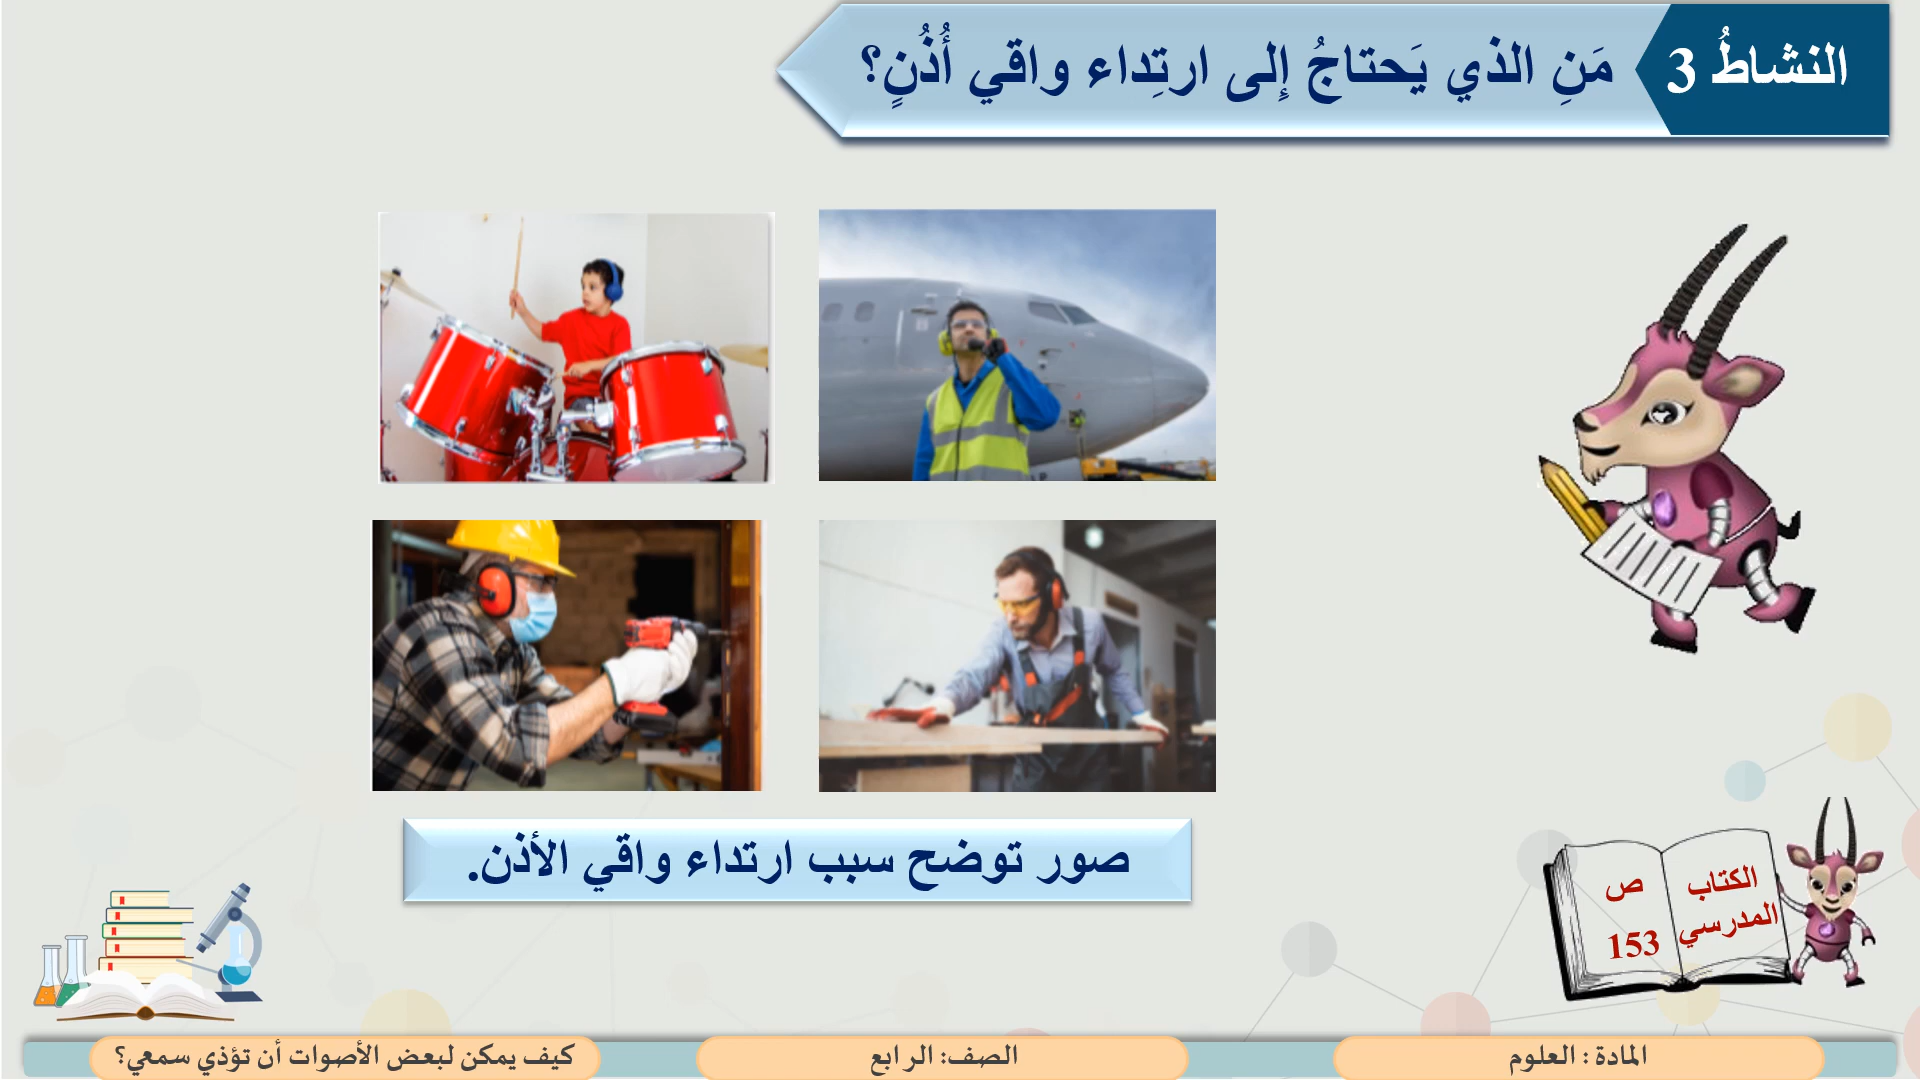 النشاطُ 3
مَنِ الذي يَحتاجُ إِلى ارتِداء واقي أُذُنٍ؟
صور توضح سبب ارتداء واقي الأذن.
الكتاب
المدرسي
ص
153
المادة : العلوم
الصف: الرابع
كيف يمكن لبعض الأصوات أن تؤذي سمعي؟